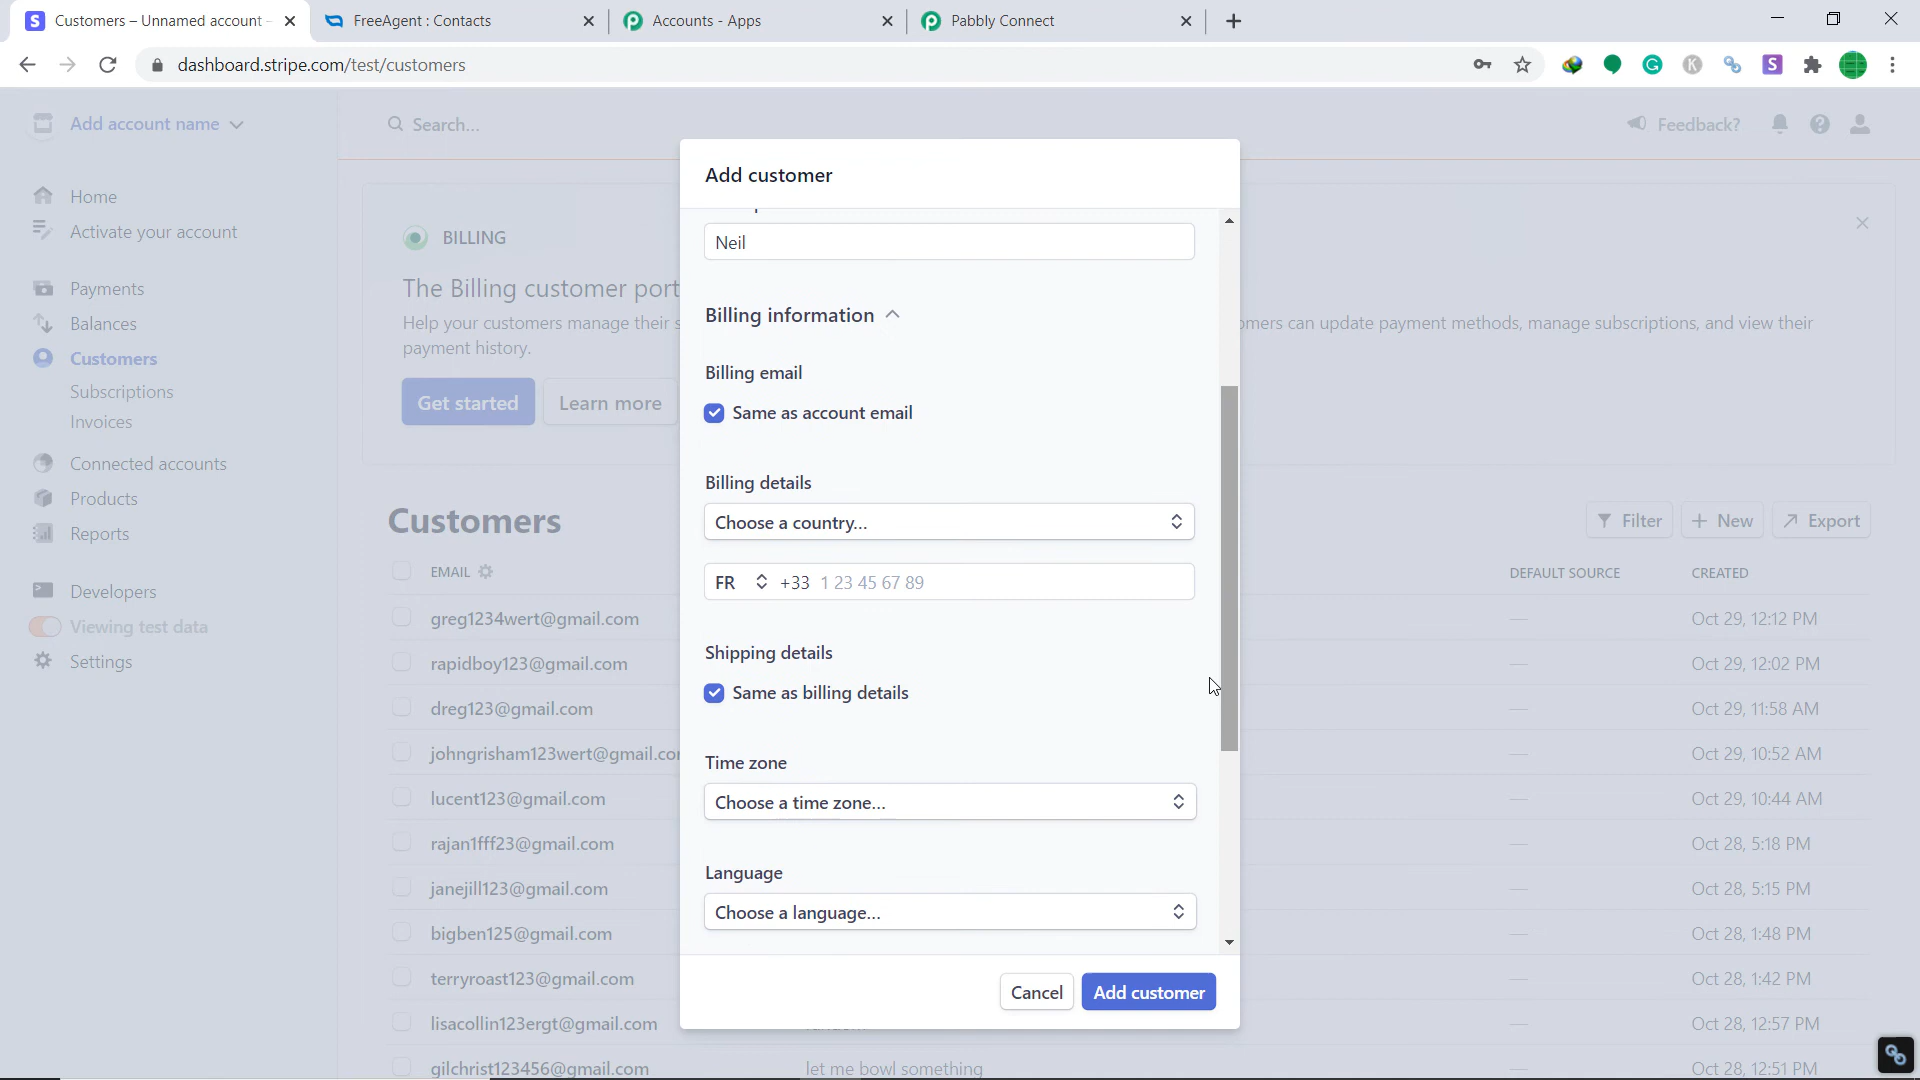 Customers – Unnamed account -
FreeAgent : Contacts
Accounts - Apps
Pabbly Connect
dashboard.stripe.com/test/customers
Add account name
Search...
Feedback?
Home
Activate your account
Payments
Balances
Customers
Subscriptions
Invoices
Connected accounts
Products
Reports
Developers
Viewing test data
Settings
BILLING
The Billing customer port
Help your customers manage their s
omers can update payment methods, manage subscriptions, and view their
payment history.
Get started
Learn more
Customers
Filter
New
Export
EMAIL
DEFAULT SOURCE
CREATED
greg1234wert@gmail.com
— Oct 29, 12:12 PM
rapidboy123@gmail.com
— Oct 29, 12:02 PM
dreg123@gmail.com
— Oct 29, 11:58 AM
johngrisham123wert@gmail.co
— Oct 29, 10:52 AM
lucent123@gmail.com
— Oct 29, 10:44 AM
rajan1fff23@gmail.com
— Oct 28, 5:18 PM
janejill123@gmail.com
— Oct 28, 5:15 PM
bigben125@gmail.com
— Oct 28, 1:48 PM
terryroast123@gmail.com
— Oct 28, 1:42 PM
lisacollin123ergt@gmail.com
— Oct 28, 12:57 PM
gilchrist123456@gmail.com
let me bowl something
— Oct 28, 12:51 PM
Add customer
Neil
Billing information
Billing email
Same as account email
Billing details
Choose a country...
FR +33 1 23 45 67 89
Shipping details
Same as billing details
Time zone
Choose a time zone...
Language
Choose a language...
Cancel
Add customer